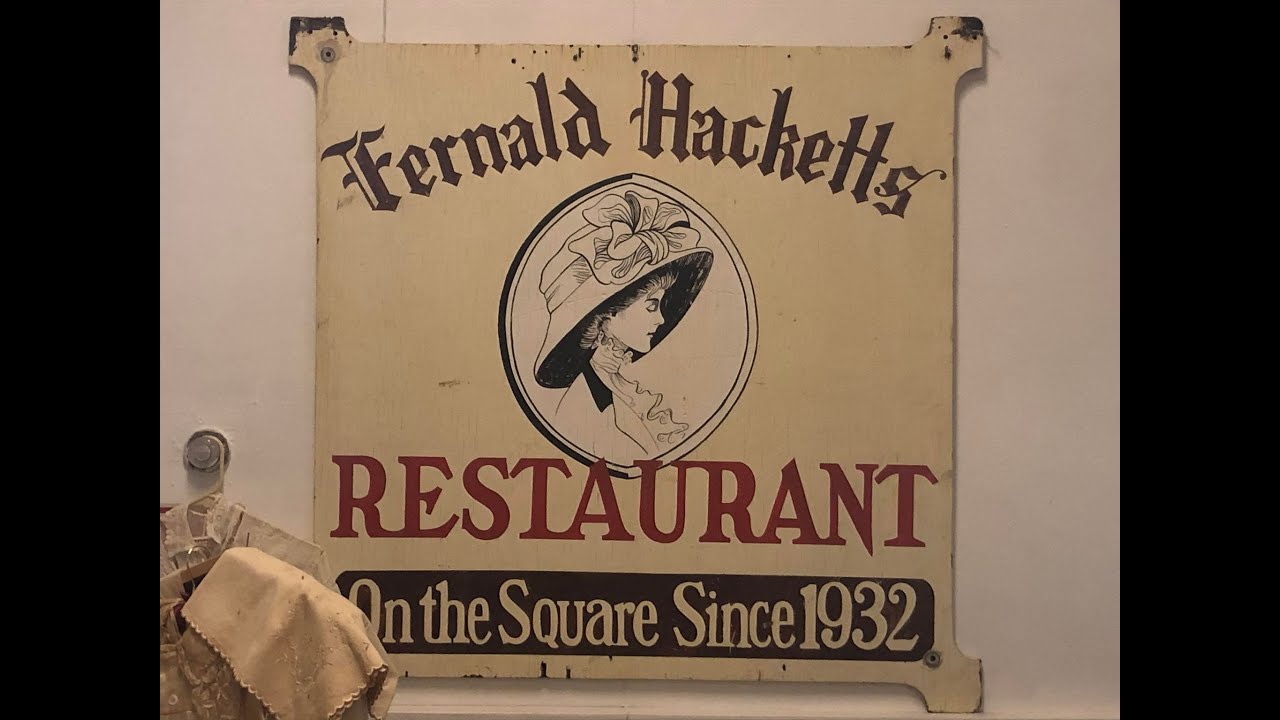 Fernald Hacketts
RESTAURANT
On the Square Since 1932